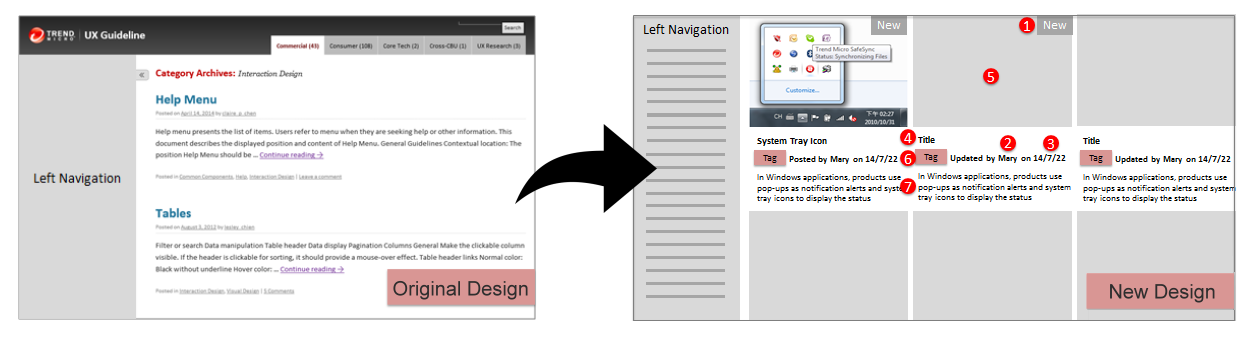 TREND MICRO | UX Guideline
Search
Commercial (45) Consumer (108) Core Tech (2) Cross-CBU (1) UX Research (3)
Left Navigation
«
Category Archives: Interaction Design
Help Menu
Posted on April 14, 2014 by
Help menu presents the list of items. Users refer to menu when they are seeking help or other information. This
document describes the displayed position and content of Help Menu. General Guidelines Contextual location: The
position Help Menu should be ... Continue reading →
Posted in Common Components, Help, Interaction Design | Leave a comment
Tables
Posted on August 3, 2012 by
Filter or search Data manipulation Table header Data display Pagination Columns General Make the clickable column
visible. If the header is clickable for sorting, it should provide a mouse-over effect. Table header links Normal color:
Black without underline Hover color: ... Continue reading →
Posted in Interaction Design, Visual Design | 5 Comments
Original Design
Left Navigation
New
Trend Micro SafeSync
Status: Synchronizing Files
Customize...
CH
下午 02:27
2010/10/31
System Tray Icon
Tag Posted by Mary on 14/7/22
In Windows applications, products use
pop-ups as notification alerts and system
tray icons to display the status
1 New
5
4 Title
2 3
6 Tag Updated by Mary on 14/7/22
7 In Windows applications, products use
pop-ups as notification alerts and system
tray icons to display the status
Title
Tag Updated by Mary on 14/7/22
In Windows applications, products use
pop-ups as notification alerts and system
tray icons to display the status
New Design